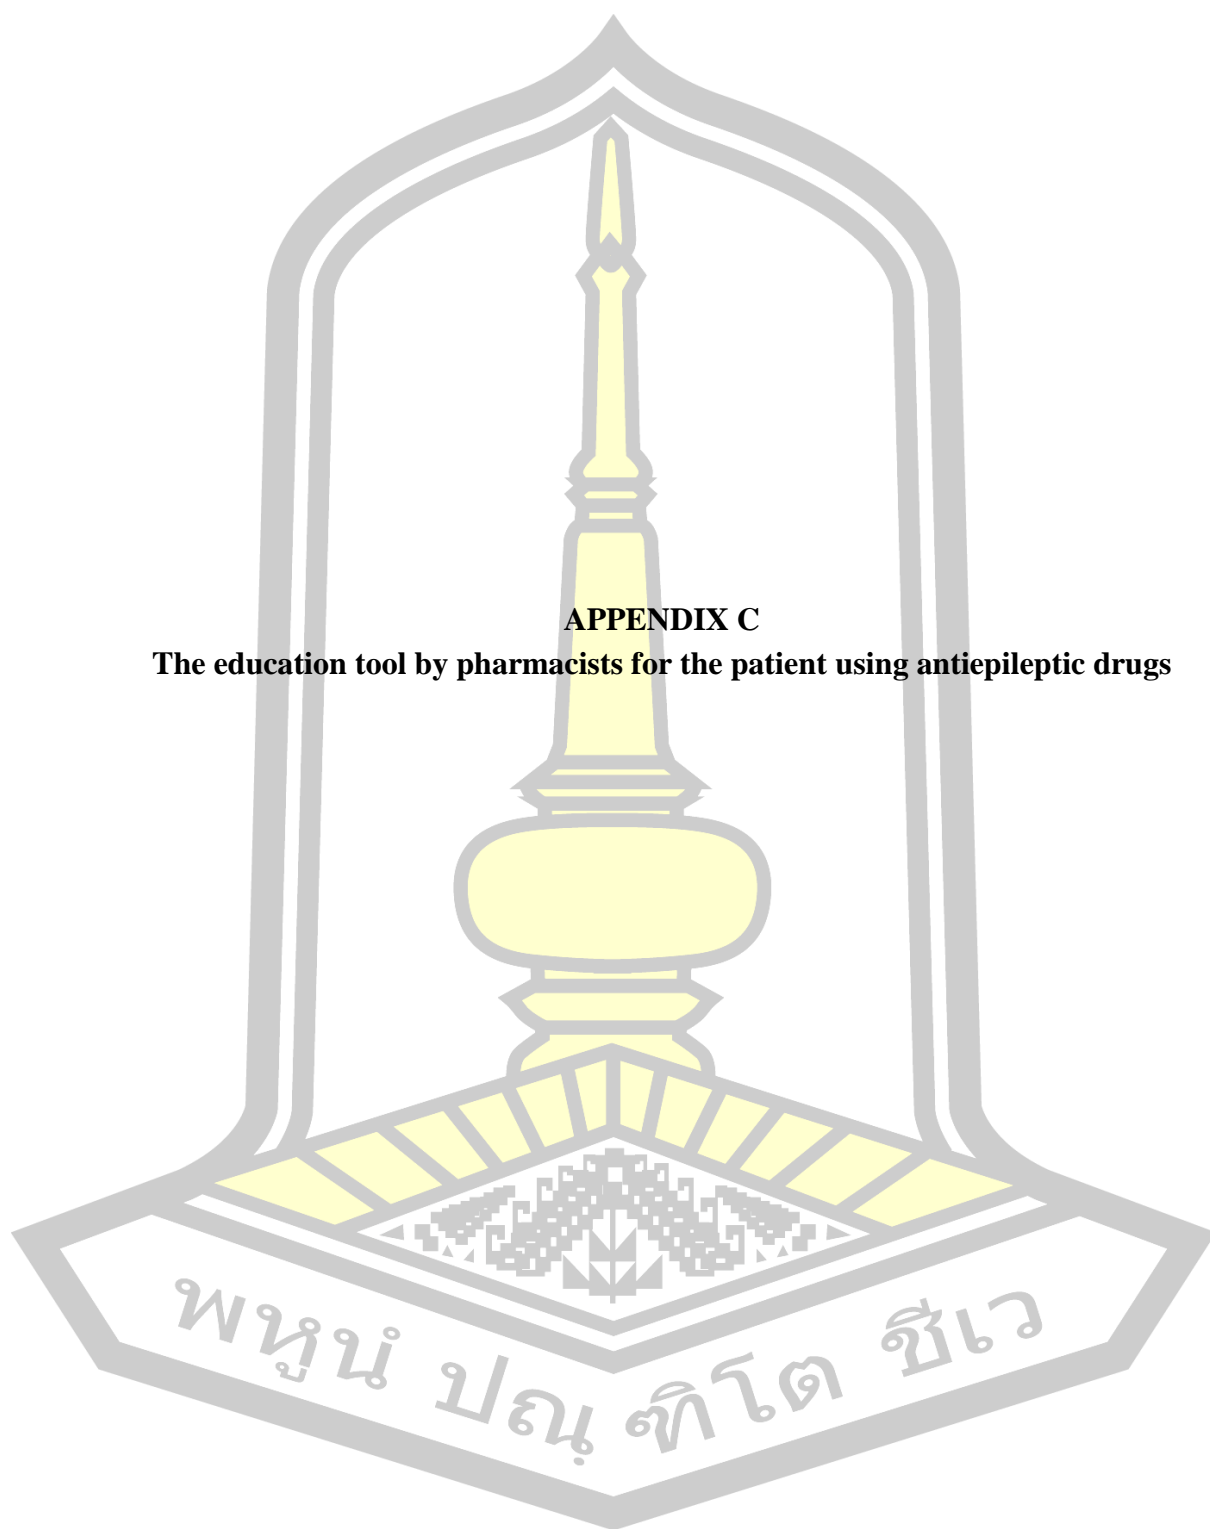 APPENDIX C
The education tool by pharmacists for the patient using antiepileptic drugs
พหูนํ ปณฺ ฑิโต ชีเว